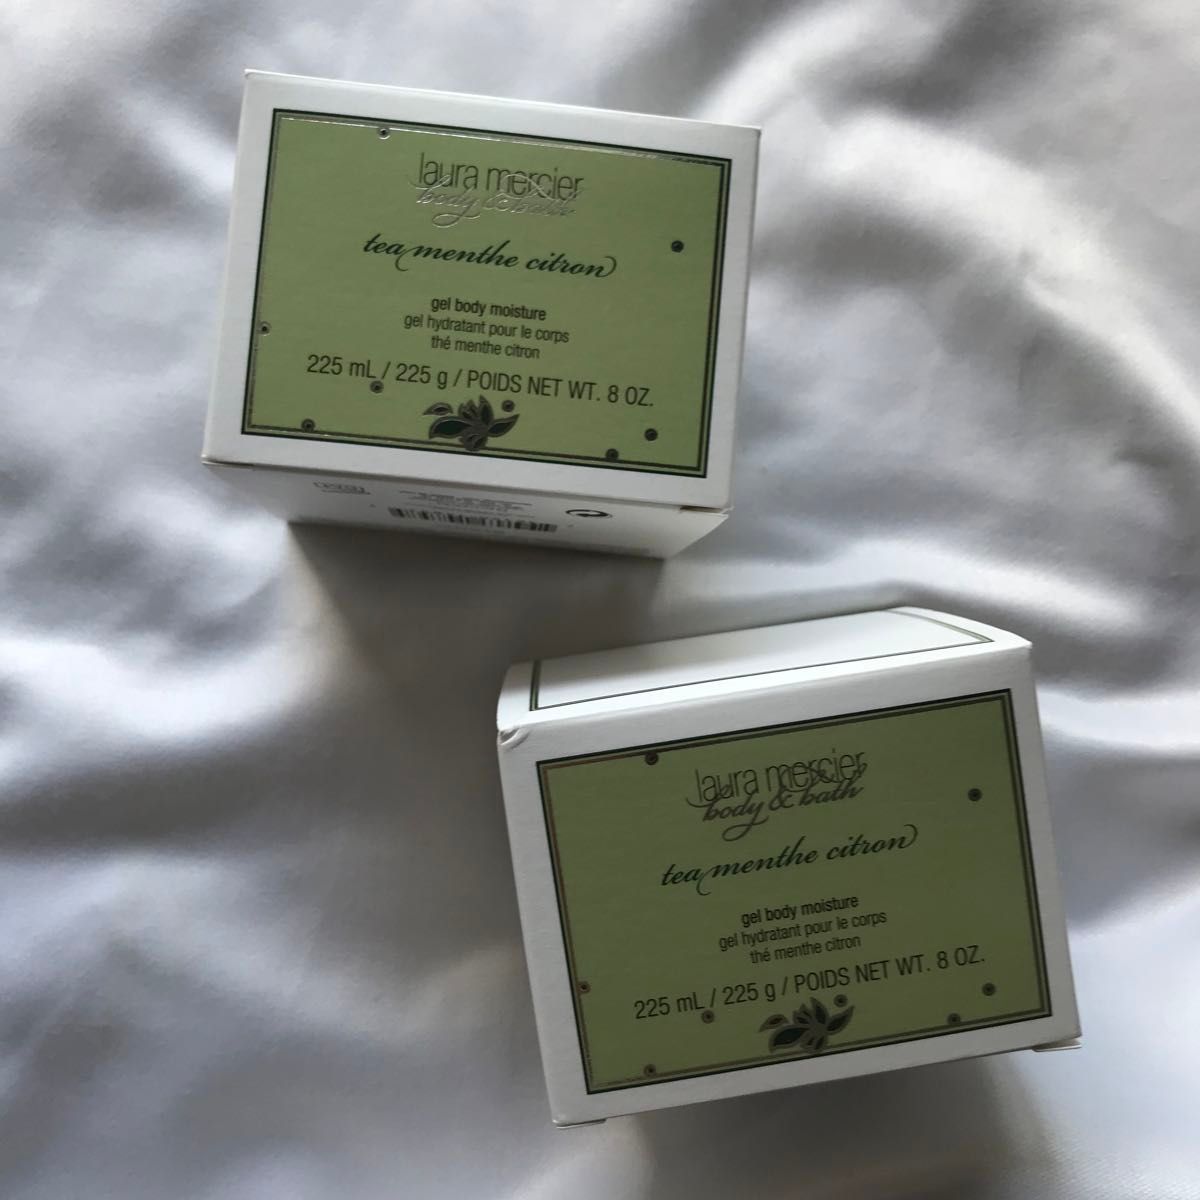 laura mercier
body & bath
tea menthe citron
gel body moisture
gel hydratant pour le corps
thé menthe citron
225 mL / 225 g / POIDS NET WT. 8 OZ.
laura mercier
body & bath
tea menthe citron
gel body moisture
gel hydratant pour le corps
thé menthe citron
225 mL / 225 g / POIDS NET WT. 8 OZ.